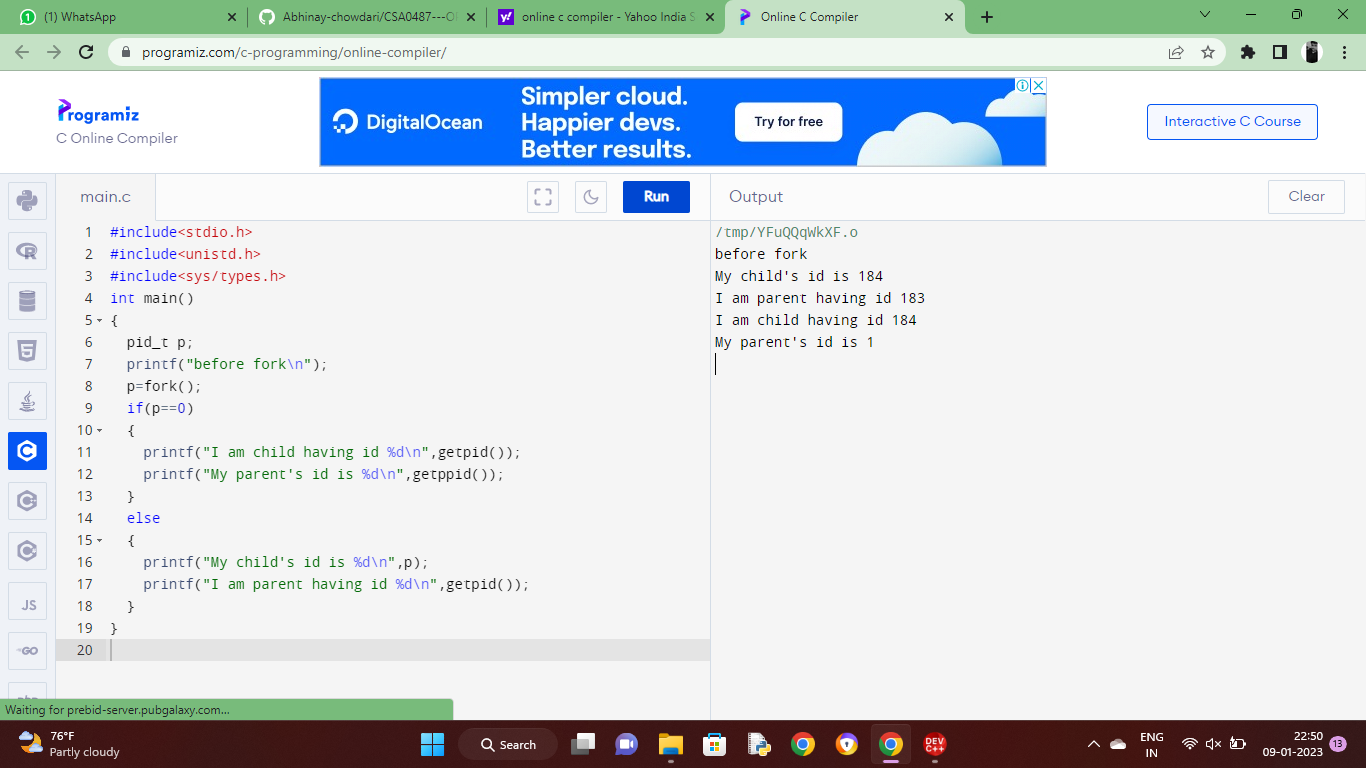 (1) WhatsApp
Abhinay-chowdari/CSA0487---O
online c compiler - Yahoo India S
Online C Compiler
programiz.com/c-programming/online-compiler/
Programiz
C Online Compiler
DigitalOcean
Simpler cloud.
Happier devs.
Better results.
Try for free
Interactive C Course
main.c
Run
Output
Clear
1 #include<stdio.h>
2 #include<unistd.h>
3 #include<sys/types.h>
4 int main()
5 {
6 pid_t p;
7 printf("before fork\n");
8 p=fork();
9 if(p==0)
10 {
11 printf("I am child having id %d\n",getpid());
12 printf("My parent's id is %d\n",getppid());
13 }
14 else
15 {
16 printf("My child's id is %d\n",p);
17 printf("I am parent having id %d\n",getpid());
18 }
19 }
20
/tmp/YFuQQqWkXF.o
before fork
My child's id is 184
I am parent having id 183
I am child having id 184
My parent's id is 1
JS
GO
Waiting for prebid-server.pubgalaxy.com...
76°F
Partly cloudy
Search
DEV
C++
ENG
IN
22:50
09-01-2023
13